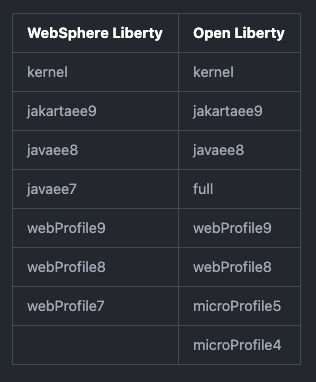 WebSphere Liberty Open Liberty
kernel kernel
jakartaee9 jakartaee9
javaee8 javaee8
javaee7 full
webProfile9 webProfile9
webProfile8 webProfile8
webProfile7 microProfile5
microProfile4